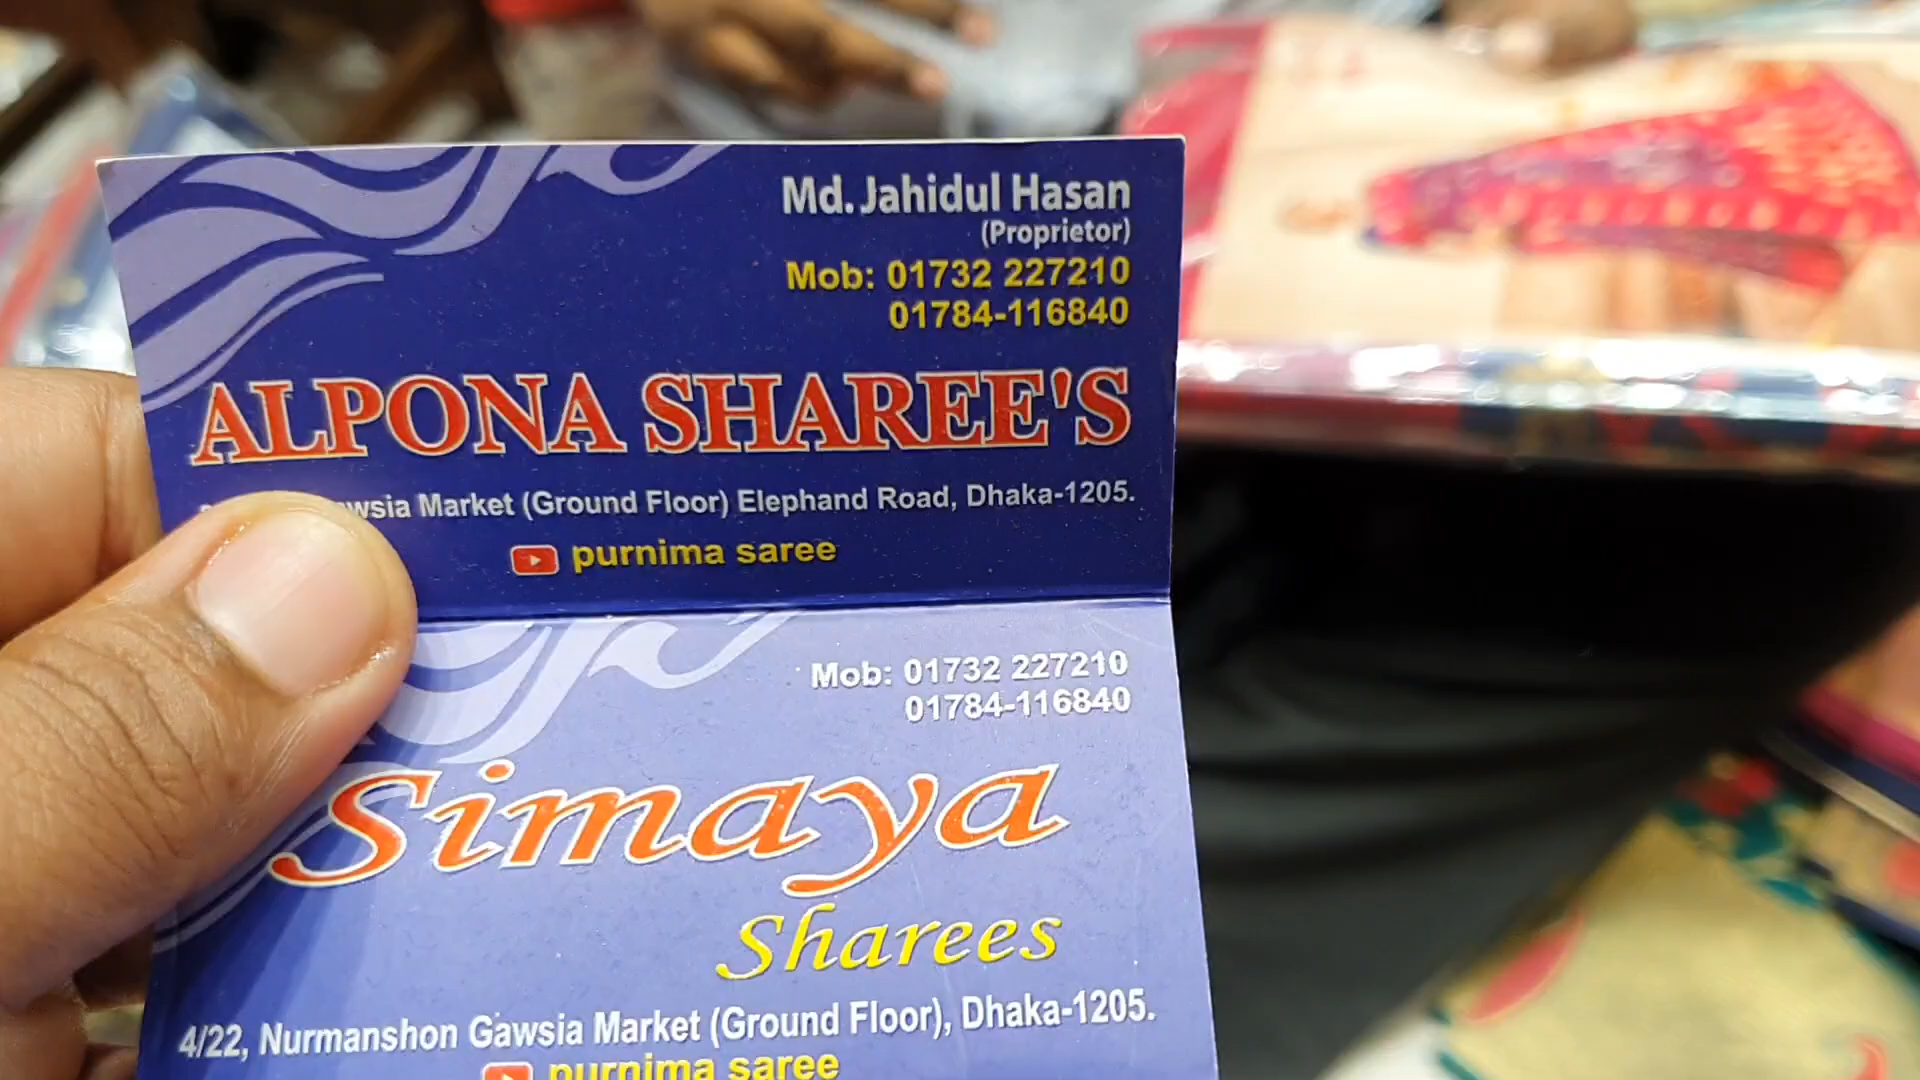 Md. Jahidul Hasan
(Proprietor)
Mob: 01732 227210
01784-116840
ALPONA SHAREE'S
Market (Ground Floor) Elephand Road, Dhaka-1205.
purnima saree
Mob: 01732 227210
01784-116840
Simaya
Sharees
4/22, Nurmanshon Gawsia Market (Ground Floor), Dhaka-1205.
purnima saree